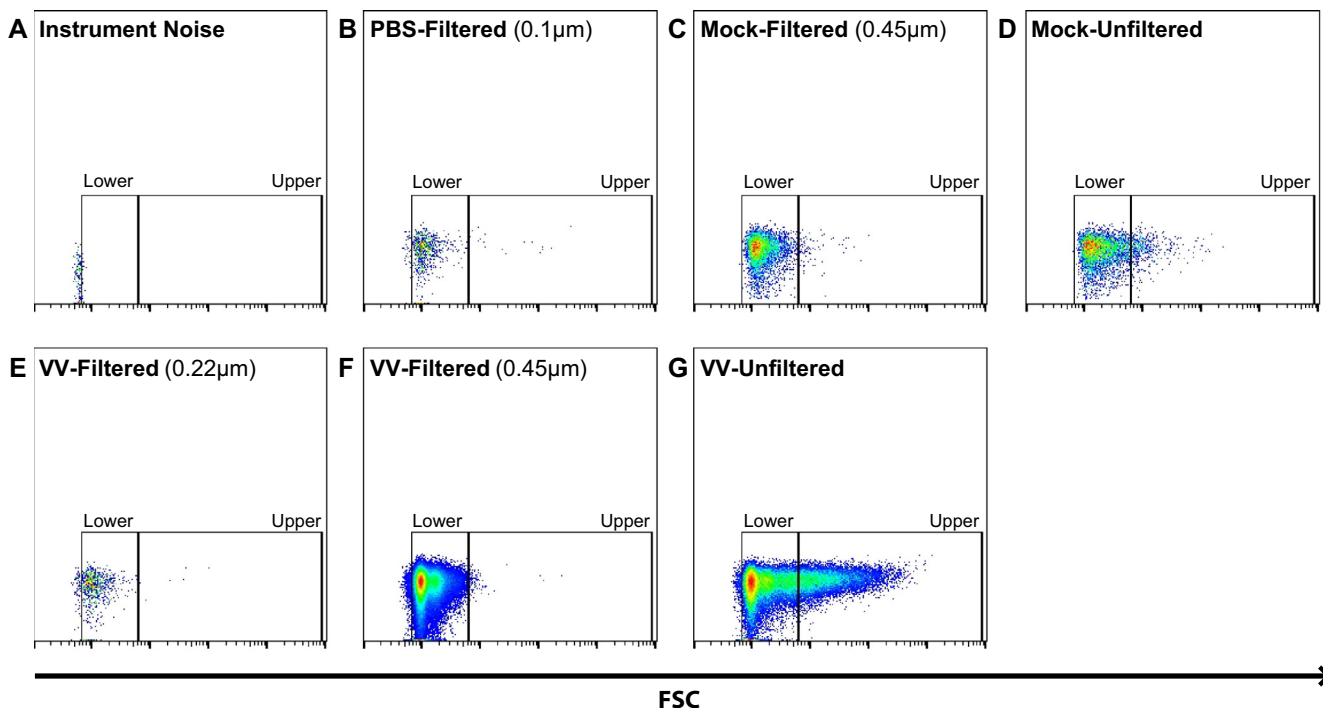 A Instrument Noise
Lower Upper
B PBS-Filtered (0.1µm)
Lower Upper
C Mock-Filtered (0.45µm)
Lower Upper
D Mock-Unfiltered
Lower Upper
E VV-Filtered (0.22µm)
Lower Upper
F VV-Filtered (0.45µm)
Lower Upper
G VV-Unfiltered
Lower Upper
FSC